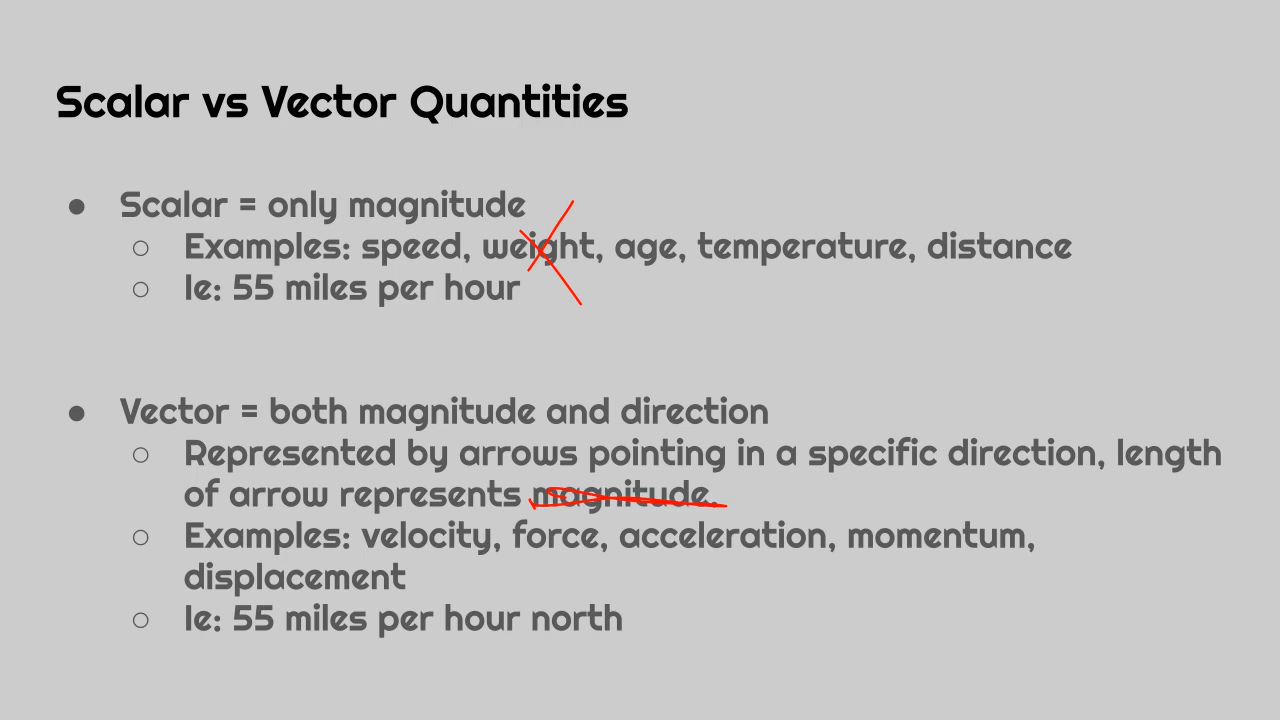 Scalar vs Vector Quantities
● Scalar = only magnitude
○ Examples: speed, weight, age, temperature, distance
○ Ie: 55 miles per hour
● Vector = both magnitude and direction
○ Represented by arrows pointing in a specific direction, length
of arrow represents magnitude.
○ Examples: velocity, force, acceleration, momentum,
displacement
○ Ie: 55 miles per hour north